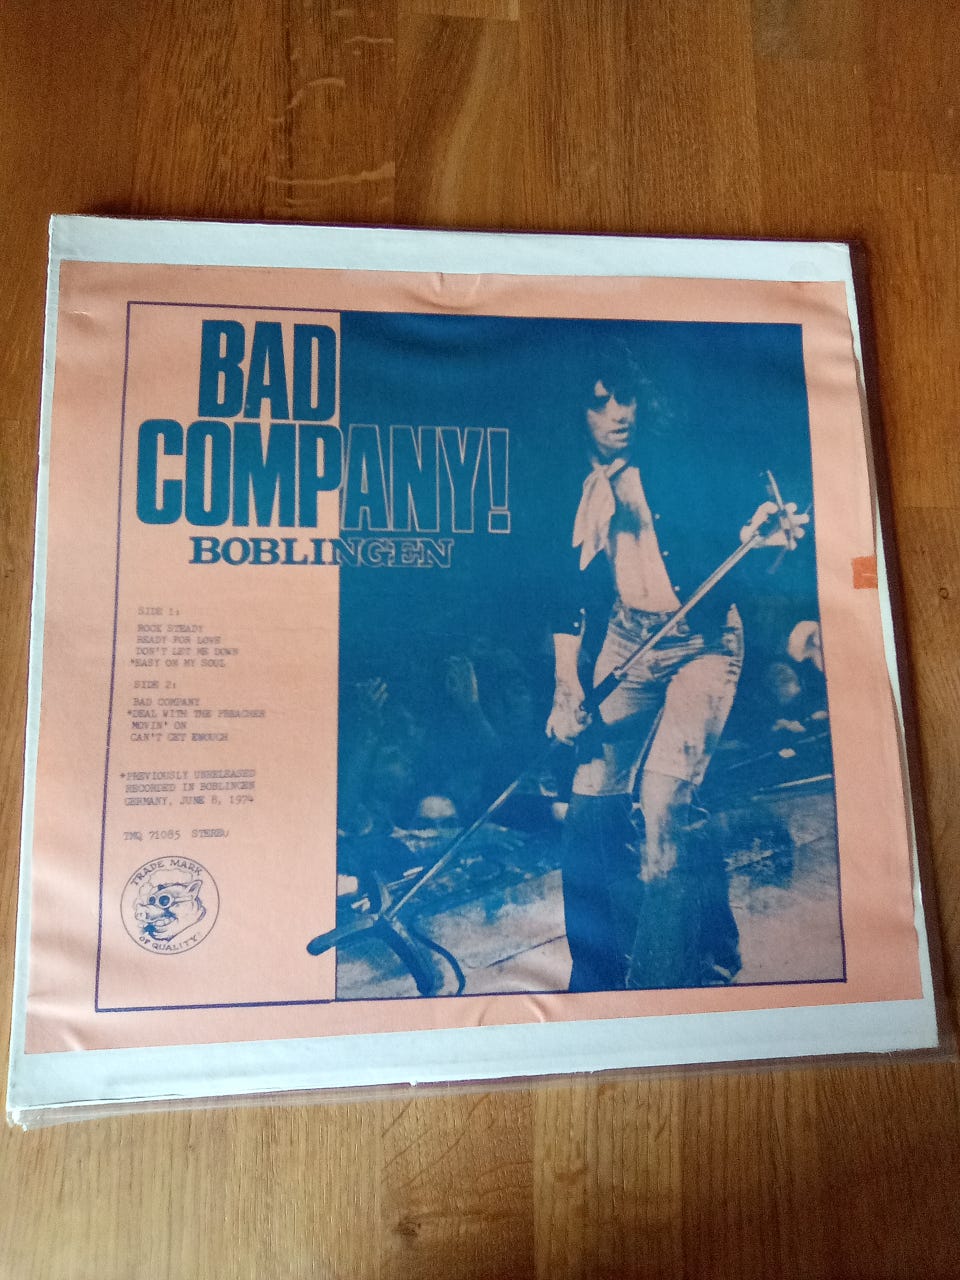 BAD
COMPANY!
BOBLINGEN
SIDE 1:
ROCK STEADY
READY FOR LOVE
DON'T LET ME DOWN
*EASY ON MY SOUL
SIDE 2:
BAD COMPANY
*DEAL WITH THE PREACHER
MOVIN' ON
CAN'T GET ENOUGH
*PREVIOUSLY UNRELEASED
RECORDED IN BOBLINGEN
GERMANY, JUNE 8, 1974
TMQ 71085 STEREO
TRADE MARK
OF QUALITY